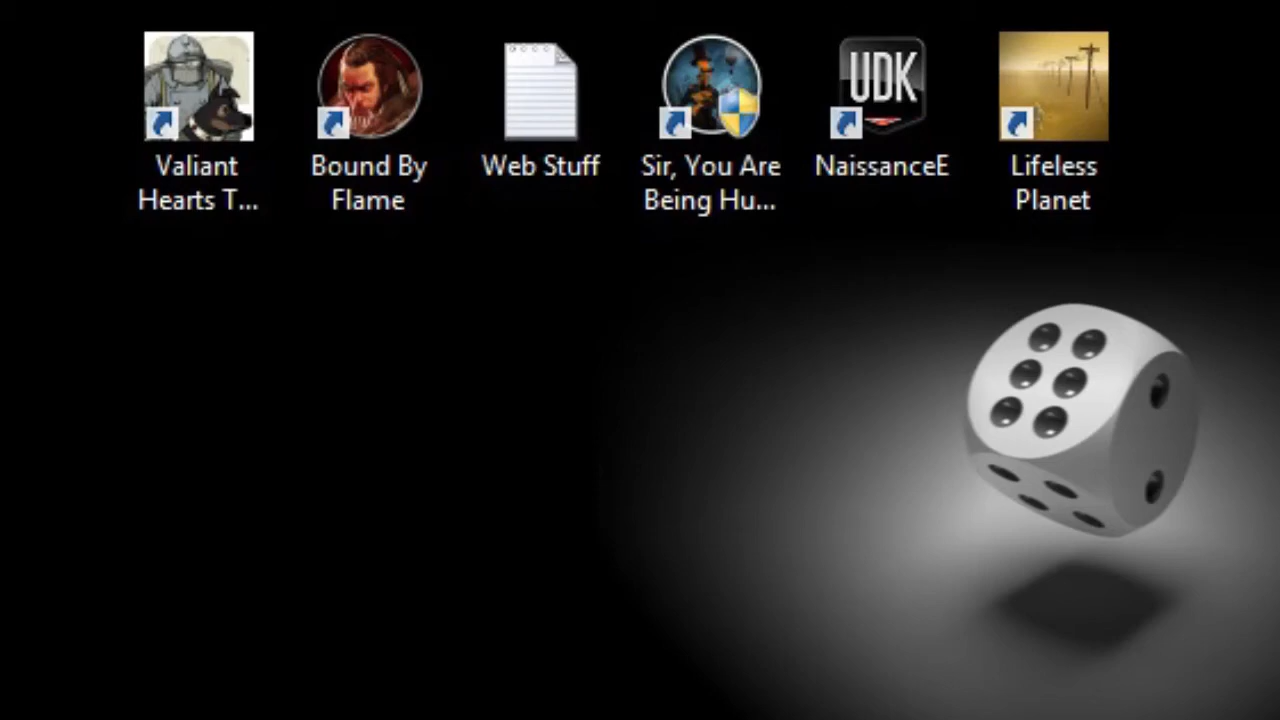 Valiant
Hearts T...
Bound By
Flame
Web Stuff
Sir, You Are
Being Hu...
UDK
NaissanceE
Lifeless
Planet